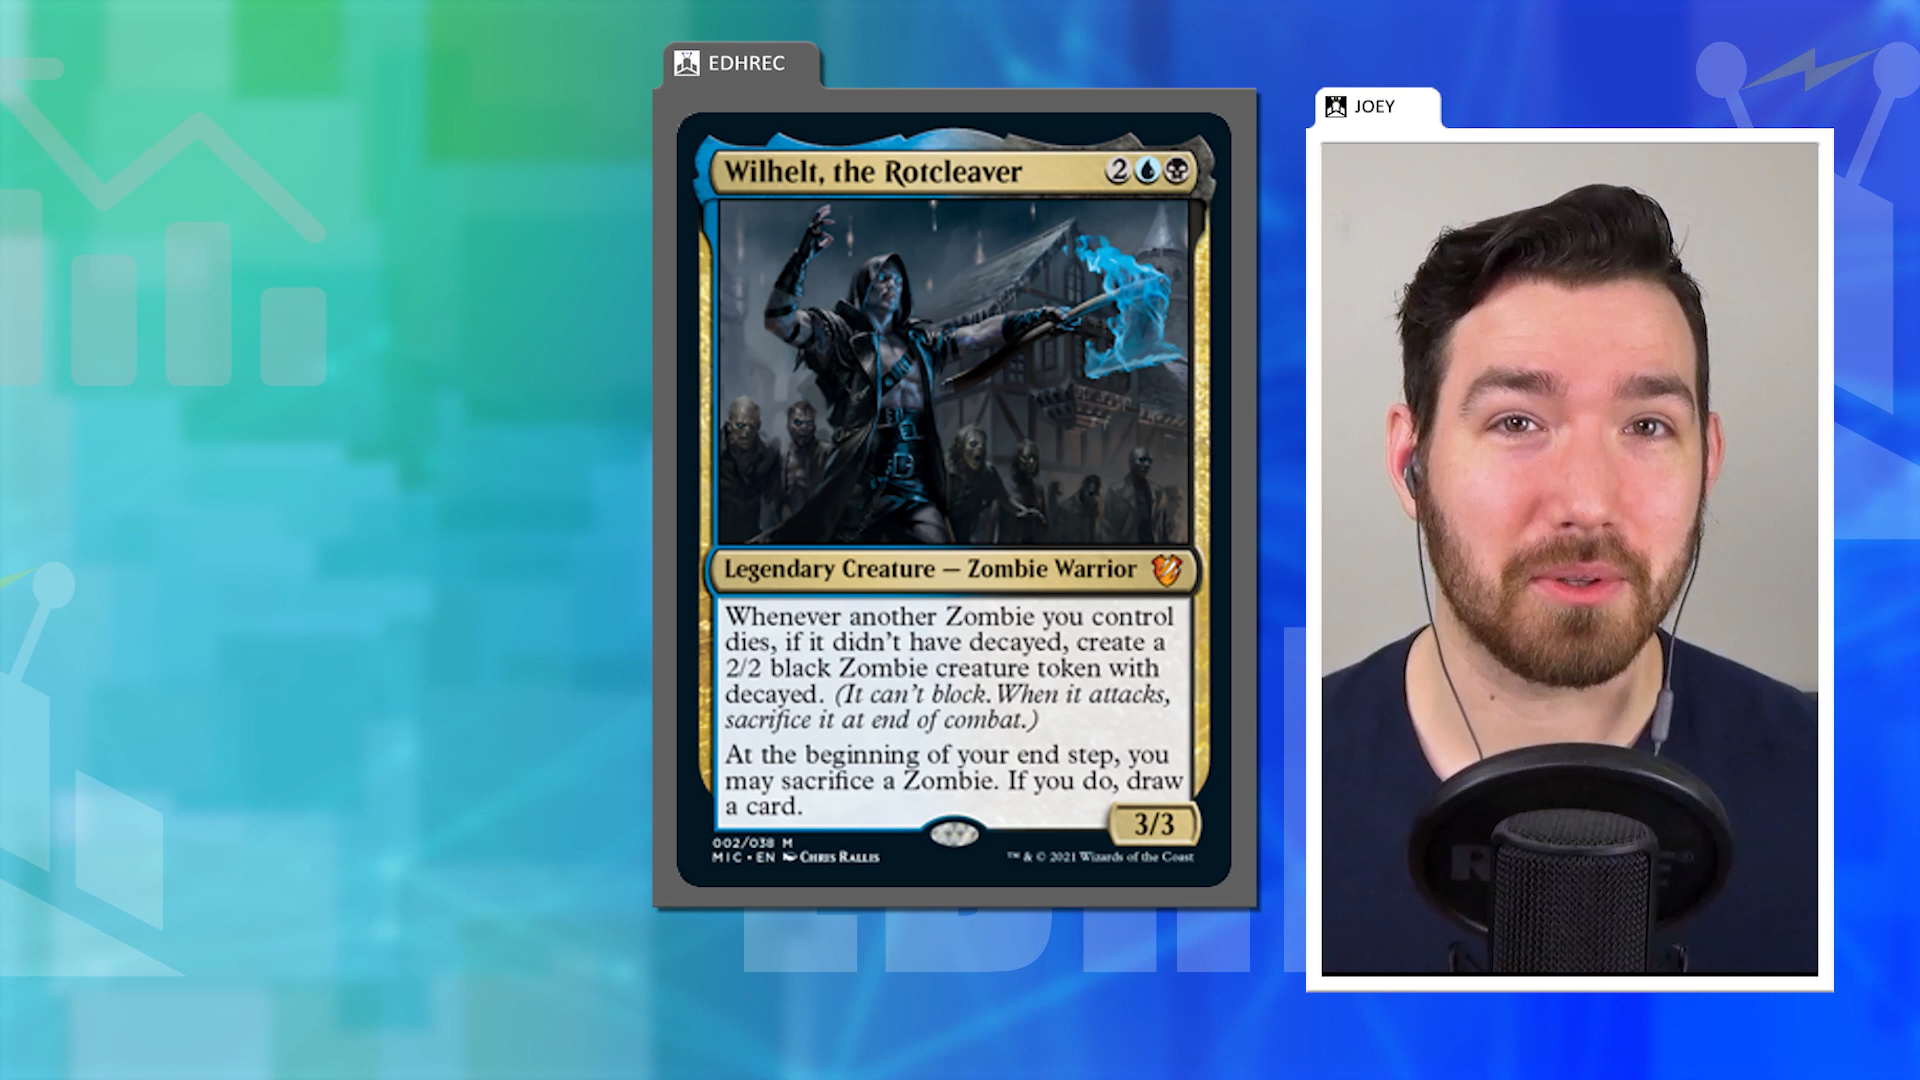 EDHREC
Wilhelt, the Rotcleaver 2
Legendary Creature — Zombie Warrior
Whenever another Zombie you control
dies, if it didn't have decayed, create a
2/2 black Zombie creature token with
decayed. (It can't block. When it attacks,
sacrifice it at end of combat.)
At the beginning of your end step, you
may sacrifice a Zombie. If you do, draw
a card.
3/3
002/038 M
MIC • EN Chris Rallis
™ & © 2021 Wizards of the Coast
JOEY